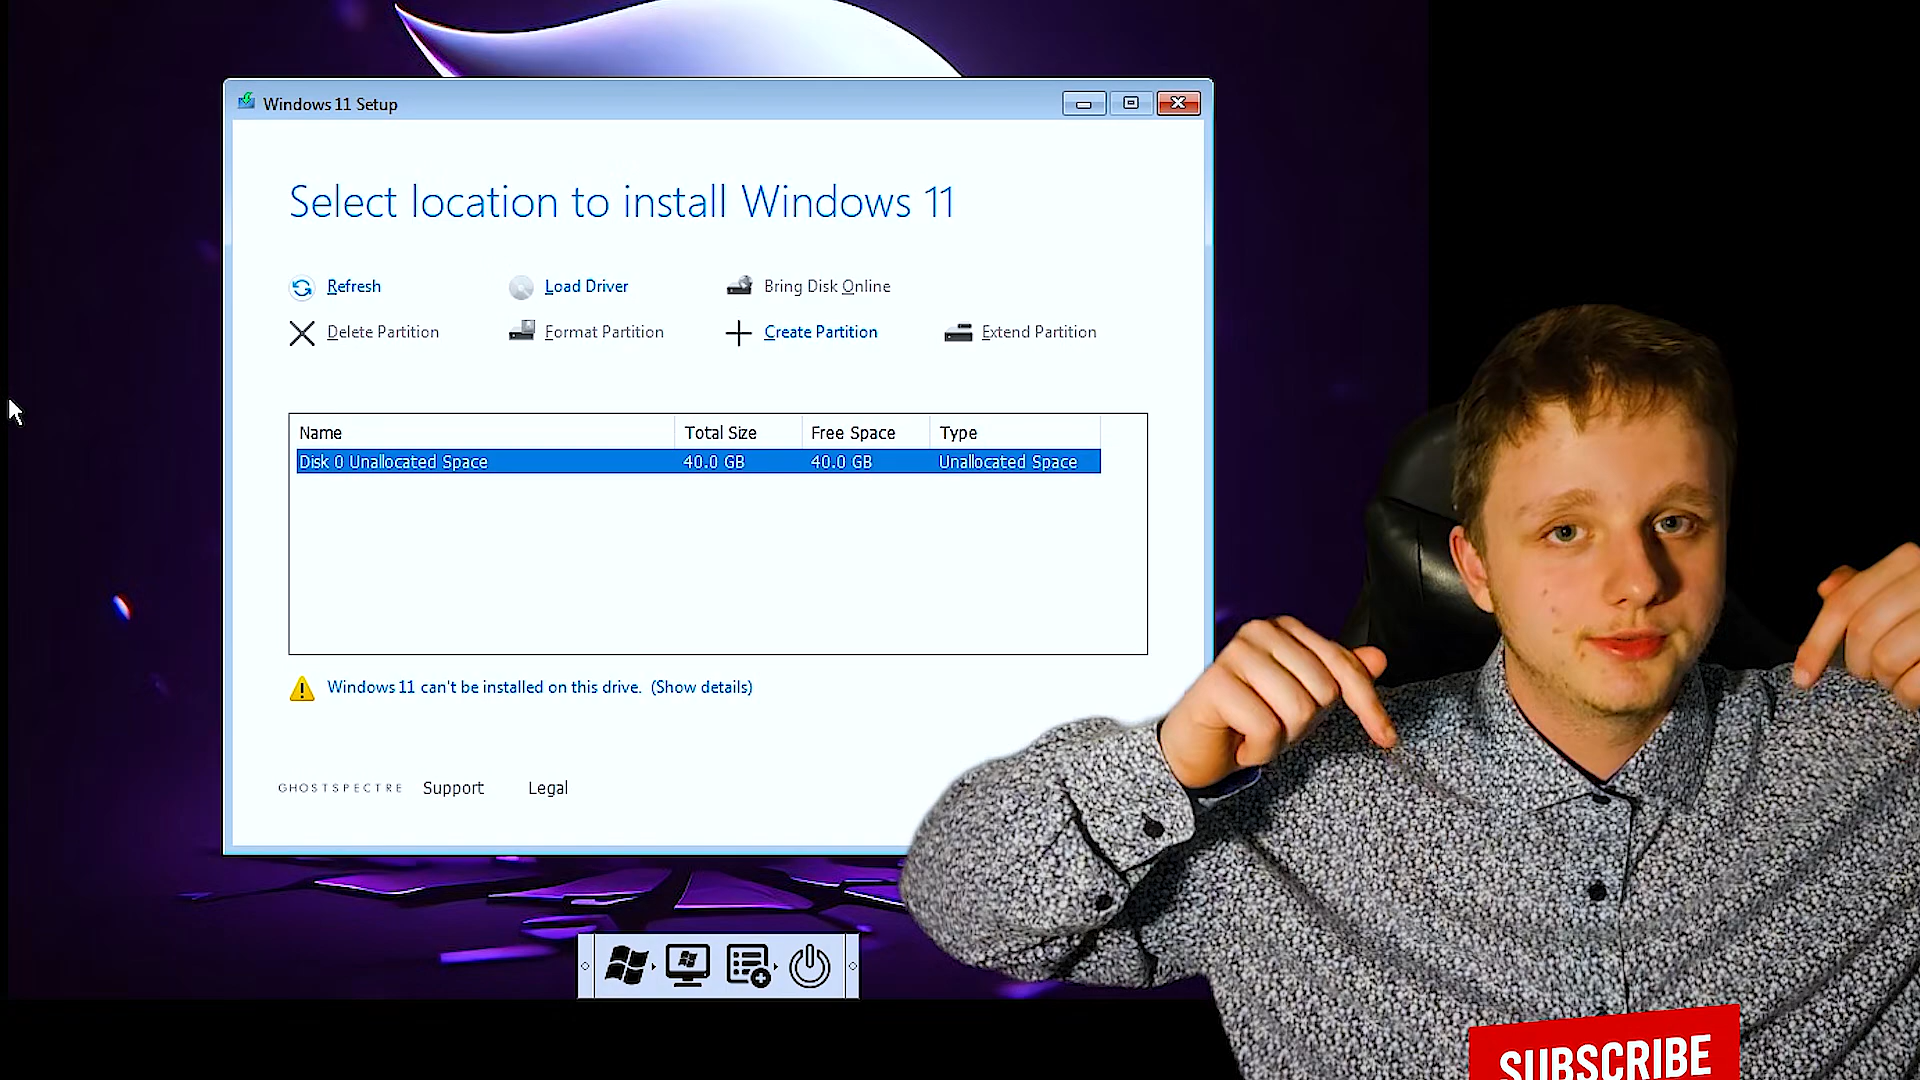 Windows 11 Setup
Select location to install Windows 11
Refresh
Load Driver
Bring Disk Online
Delete Partition
Format Partition
Create Partition
Extend Partition
Name Total Size Free Space Type
Disk 0 Unallocated Space 40.0 GB 40.0 GB Unallocated Space
Windows 11 can't be installed on this drive. (Show details)
GHOSTSPECTRE Support Legal
SUBSCRIBE